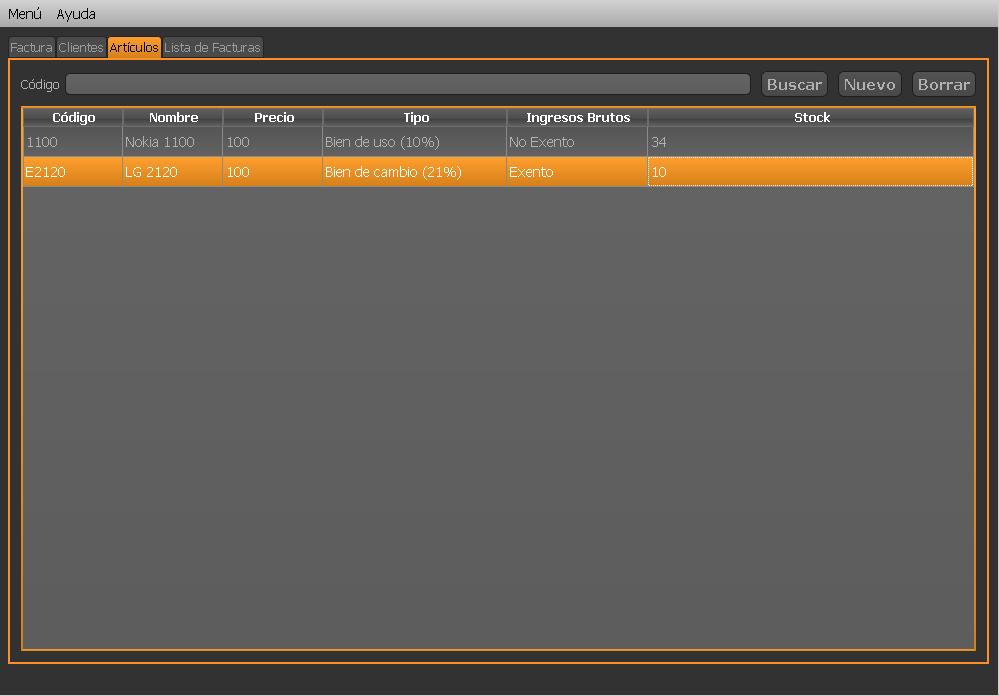 Menú Ayuda
Factura Clientes Artículos Lista de Facturas
Código Buscar Nuevo Borrar
Código Nombre Precio Tipo Ingresos Brutos Stock
1100 Nokia 1100 100 Bien de uso (10%) No Exento 34
E2120 LG 2120 100 Bien de cambio (21%) Exento 10